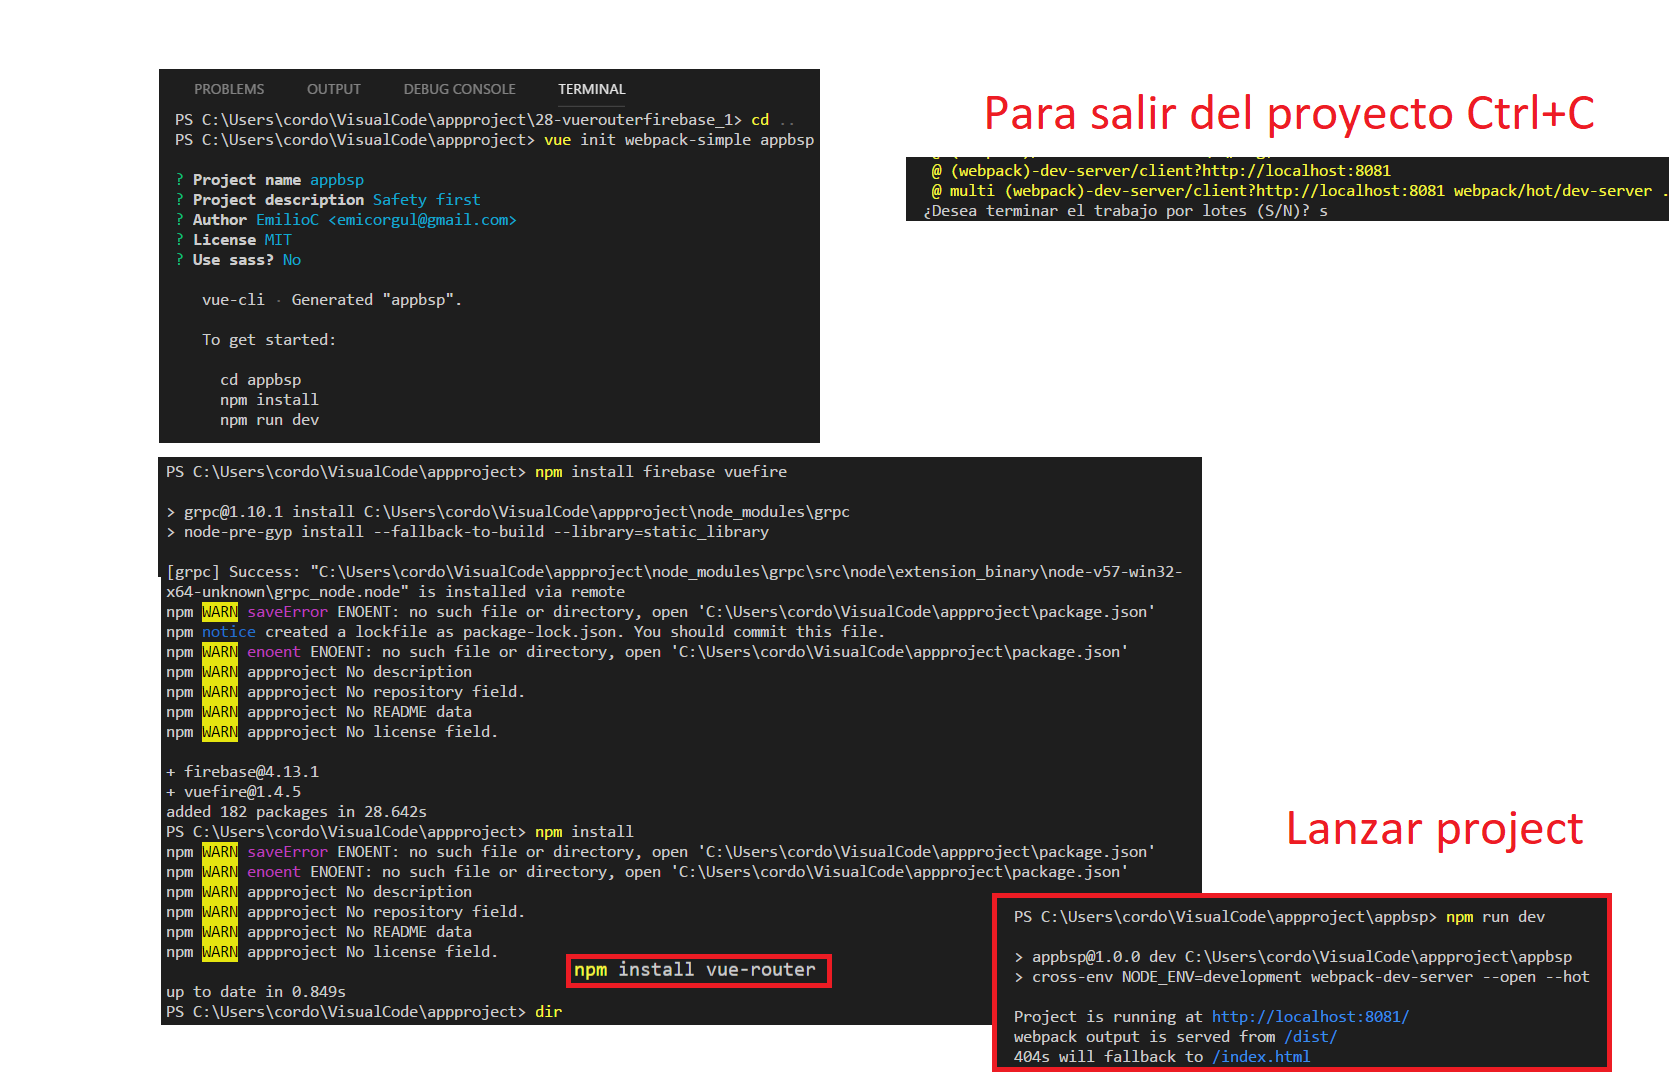 PROBLEMS OUTPUT DEBUG CONSOLE TERMINAL
PS C:\Users\cordo\VisualCode\appproject\28-vuerouterfirebase_1> cd ..
PS C:\Users\cordo\VisualCode\appproject> vue init webpack-simple appbsp
? Project name appbsp
? Project description Safety first
? Author EmilioC <emicorgul@gmail.com>
? License MIT
? Use sass? No
vue-cli · Generated "appbsp".
To get started:
cd appbsp
npm install
npm run dev
Para salir del proyecto Ctrl+C
@ (webpack)-dev-server/client?http://localhost:8081
@ multi (webpack)-dev-server/client?http://localhost:8081 webpack/hot/dev-server .
¿Desea terminar el trabajo por lotes (S/N)? s
PS C:\Users\cordo\VisualCode\appproject> npm install firebase vuefire
> grpc@1.10.1 install C:\Users\cordo\VisualCode\appproject\node_modules\grpc
> node-pre-gyp install --fallback-to-build --library=static_library
[grpc] Success: "C:\Users\cordo\VisualCode\appproject\node_modules\grpc\src\node\extension_binary\node-v57-win32-
x64-unknown\grpc_node.node" is installed via remote
npm WARN saveError ENOENT: no such file or directory, open 'C:\Users\cordo\VisualCode\appproject\package.json'
npm notice created a lockfile as package-lock.json. You should commit this file.
npm WARN enoent ENOENT: no such file or directory, open 'C:\Users\cordo\VisualCode\appproject\package.json'
npm WARN appproject No description
npm WARN appproject No repository field.
npm WARN appproject No README data
npm WARN appproject No license field.
+ firebase@4.13.1
+ vuefire@1.4.5
added 182 packages in 28.642s
PS C:\Users\cordo\VisualCode\appproject> npm install
npm WARN saveError ENOENT: no such file or directory, open 'C:\Users\cordo\VisualCode\appproject\package.json'
npm WARN enoent ENOENT: no such file or directory, open 'C:\Users\cordo\VisualCode\appproject\package.json'
npm WARN appproject No description
npm WARN appproject No repository field.
npm WARN appproject No README data
npm WARN appproject No license field.
npm install vue-router
up to date in 0.849s
PS C:\Users\cordo\VisualCode\appproject> dir
Lanzar project
PS C:\Users\cordo\VisualCode\appproject\appbsp> npm run dev
> appbsp@1.0.0 dev C:\Users\cordo\VisualCode\appproject\appbsp
> cross-env NODE_ENV=development webpack-dev-server --open --hot
Project is running at http://localhost:8081/
webpack output is served from /dist/
404s will fallback to /index.html